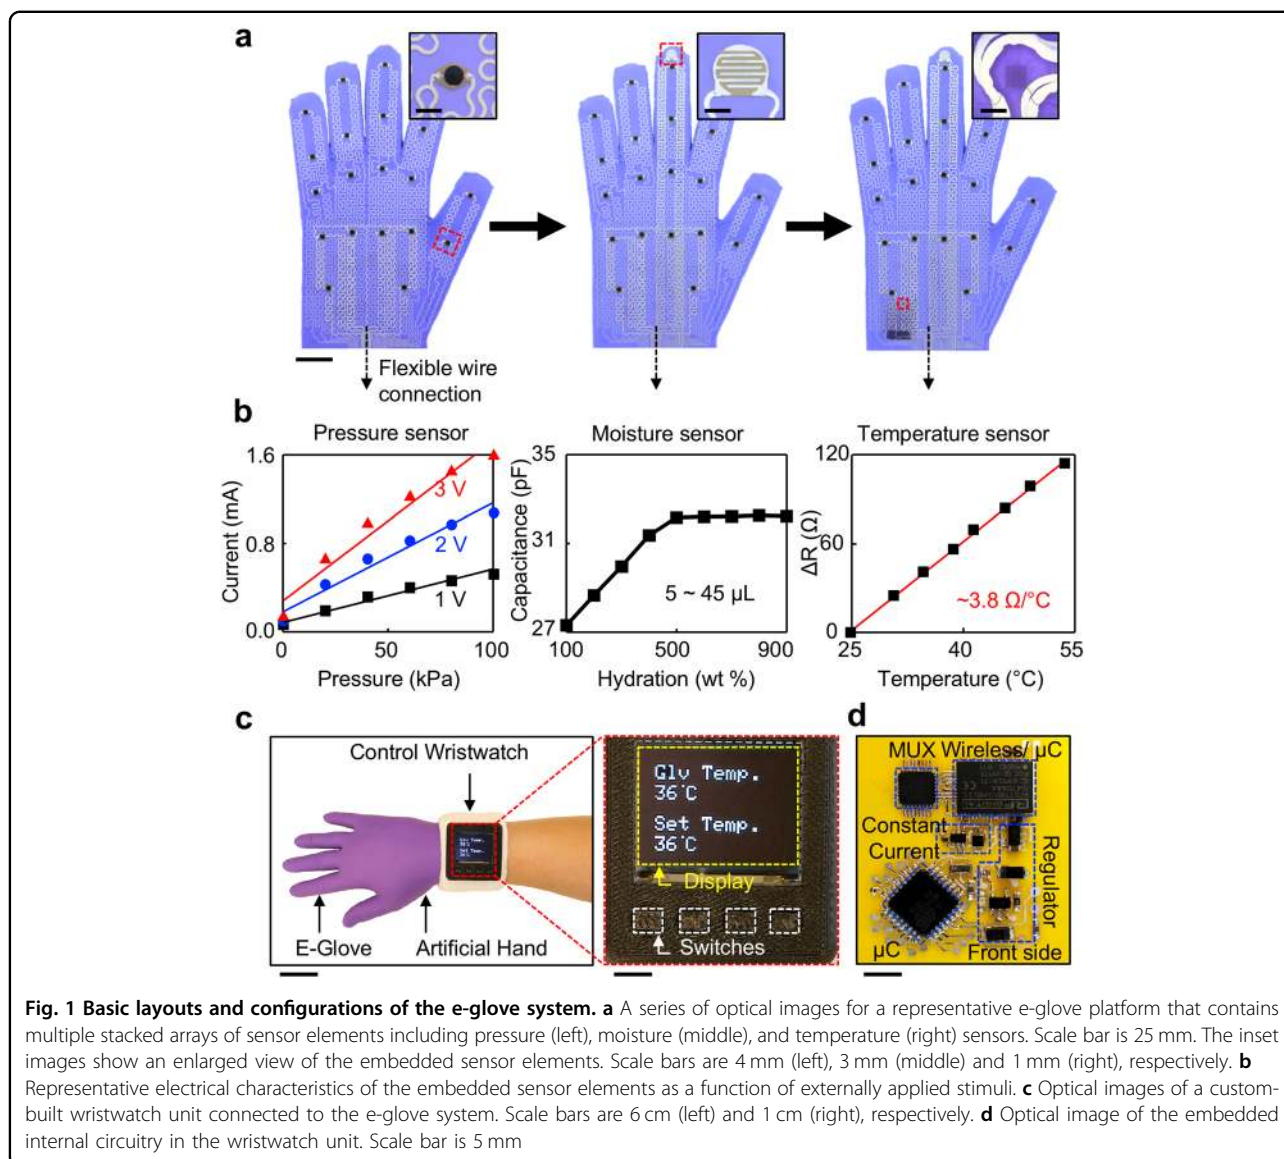 a
Flexible wire
connection
b
Pressure sensor
Moisture sensor
Temperature sensor
1.6
0.8
0.0
Current (mA)
3 V
2 V
1 V
0
50
100
Pressure (kPa)
35
31
27
Capacitance (pF)
5 ~ 45 µL
100
500
900
Hydration (wt %)
120
60
0
ΔR (Ω)
~3.8 Ω/°C
25
40
55
Temperature (°C)
c
Control Wristwatch
E-Glove
Artificial Hand
Glv Temp.
36°C
Set Temp.
36°C
Display
Switches
d
MUX Wireless/ µC
Constant
Current
Regulator
µC
Front side
Fig. 1 Basic layouts and configurations of the e-glove system. a A series of optical images for a representative e-glove platform that contains
multiple stacked arrays of sensor elements including pressure (left), moisture (middle), and temperature (right) sensors. Scale bar is 25 mm. The inset
images show an enlarged view of the embedded sensor elements. Scale bars are 4 mm (left), 3 mm (middle) and 1 mm (right), respectively. b
Representative electrical characteristics of the embedded sensor elements as a function of externally applied stimuli. c Optical images of a custom-
built wristwatch unit connected to the e-glove system. Scale bars are 6 cm (left) and 1 cm (right), respectively. d Optical image of the embedded
internal circuitry in the wristwatch unit. Scale bar is 5 mm